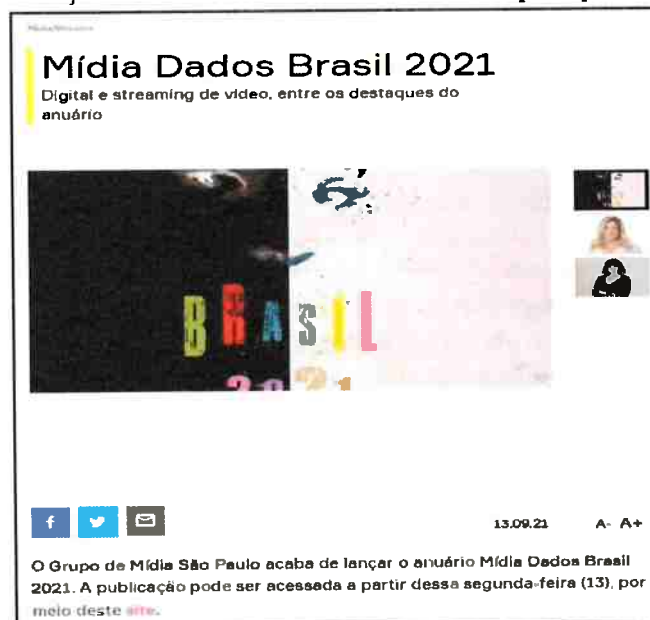 Mídia Dados Brasil 2021
Digital e streaming de vídeo, entre os destaques do
anuário
BRASIL
2021
13.09.21 A- A+
O Grupo de Mídia São Paulo acaba de lançar o anuário Mídia Dados Brasil
2021. A publicação pode ser acessada a partir dessa segunda-feira (13), por
meio deste site.